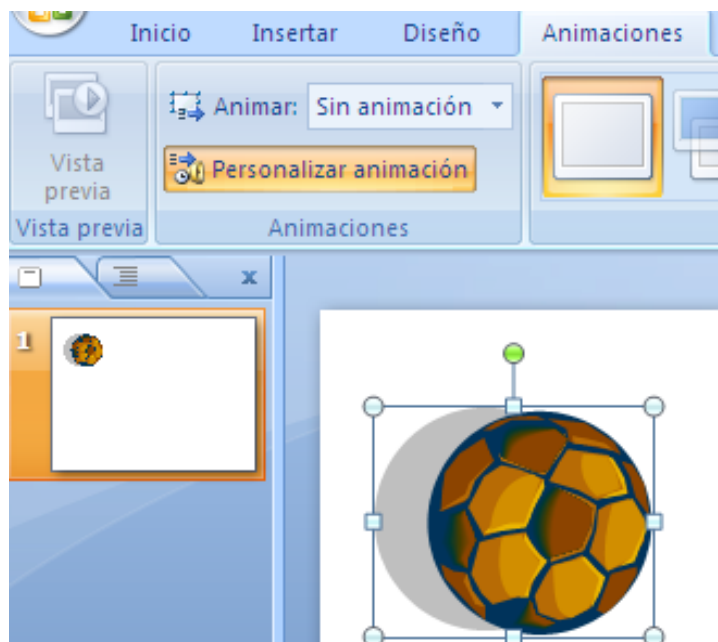 Inicio Insertar Diseño Animaciones
Animar: Sin animación
Vista previa
Personalizar animación
Vista previa Animaciones
1